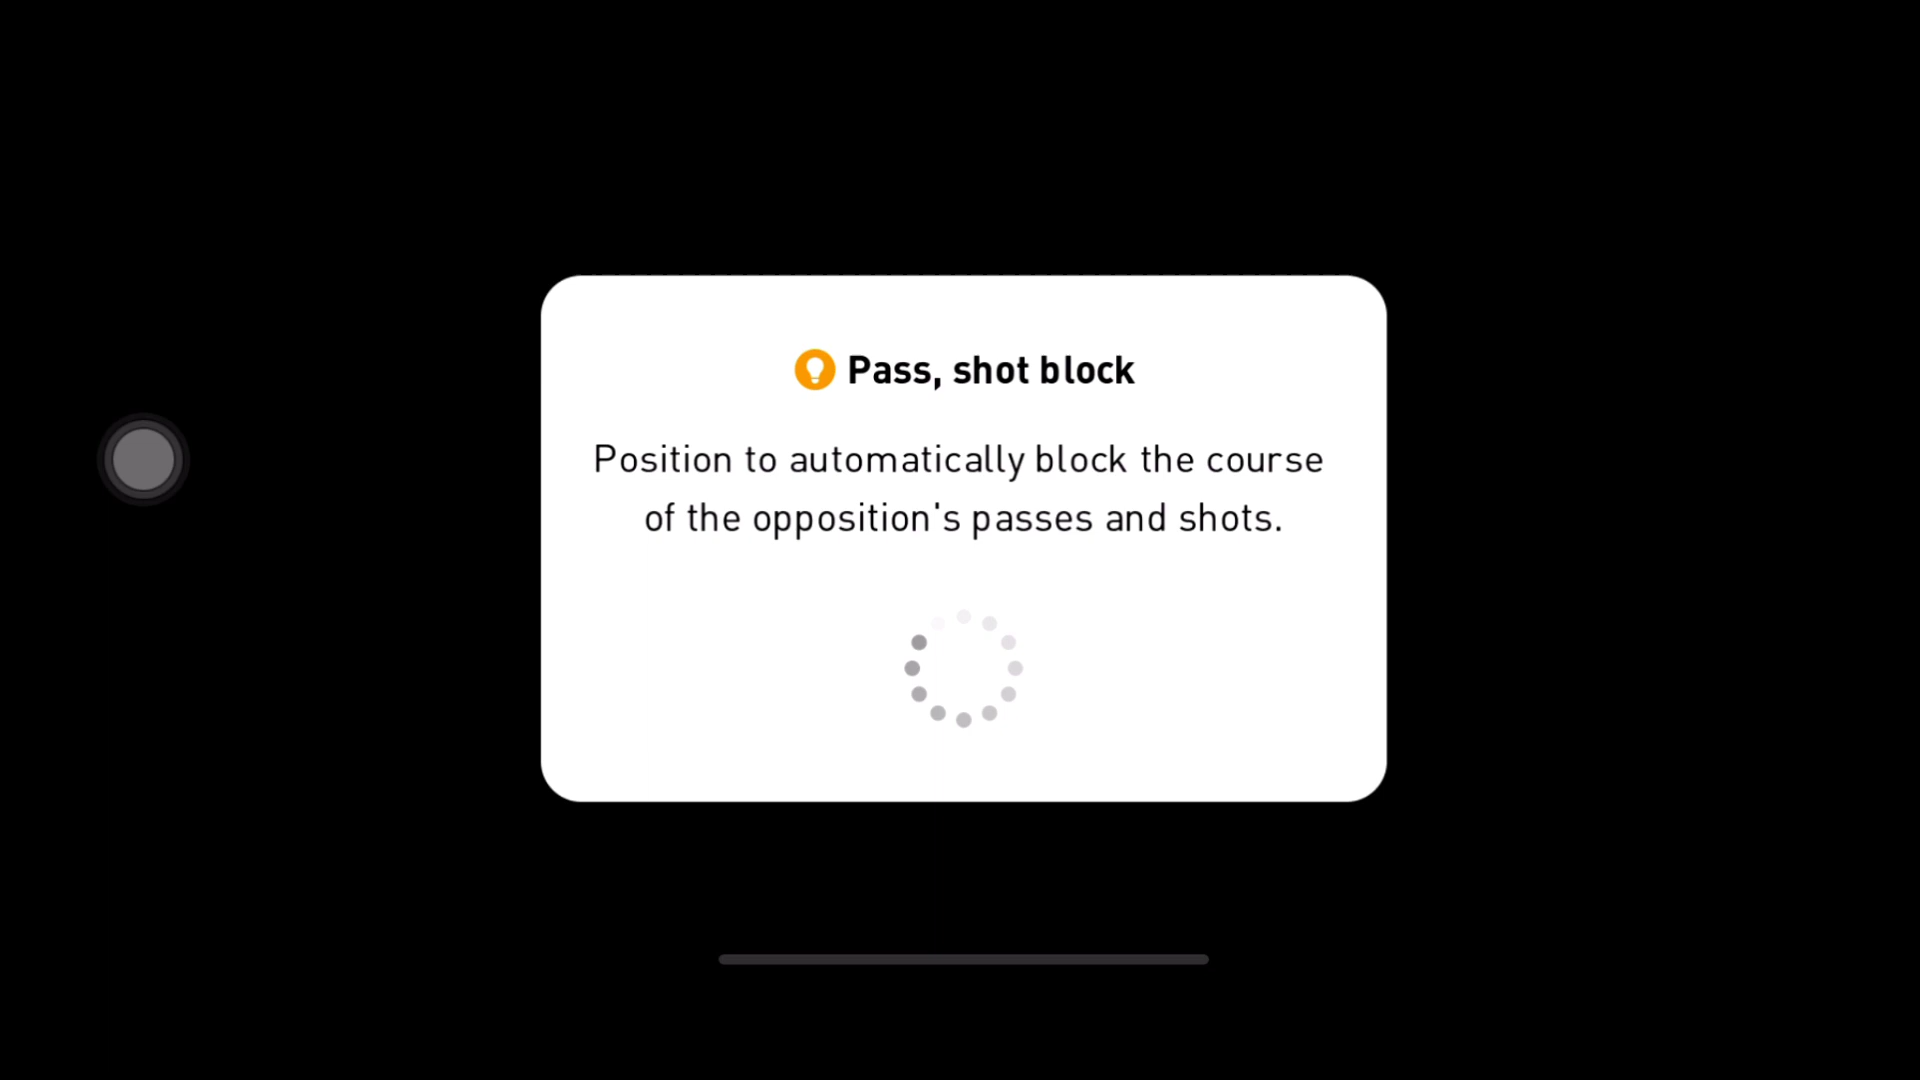 Pass, shot block
Position to automatically block the course
of the opposition's passes and shots.